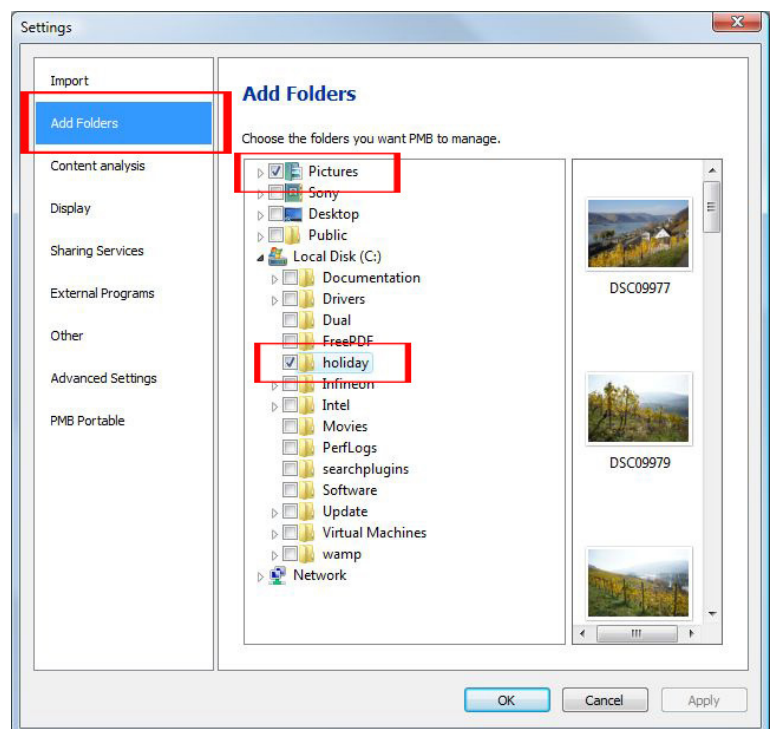 Settings
Import
Add Folders
Content analysis
Display
Sharing Services
External Programs
Other
Advanced Settings
PMB Portable
Add Folders
Choose the folders you want PMB to manage.
Pictures
Sony
Desktop
Public
Local Disk (C:)
Documentation
Drivers
Dual
FreePDF
holiday
Infineon
Intel
Movies
PerfLogs
searchplugins
Software
Update
Virtual Machines
wamp
Network
DSC09977
DSC09979
OK
Cancel
Apply